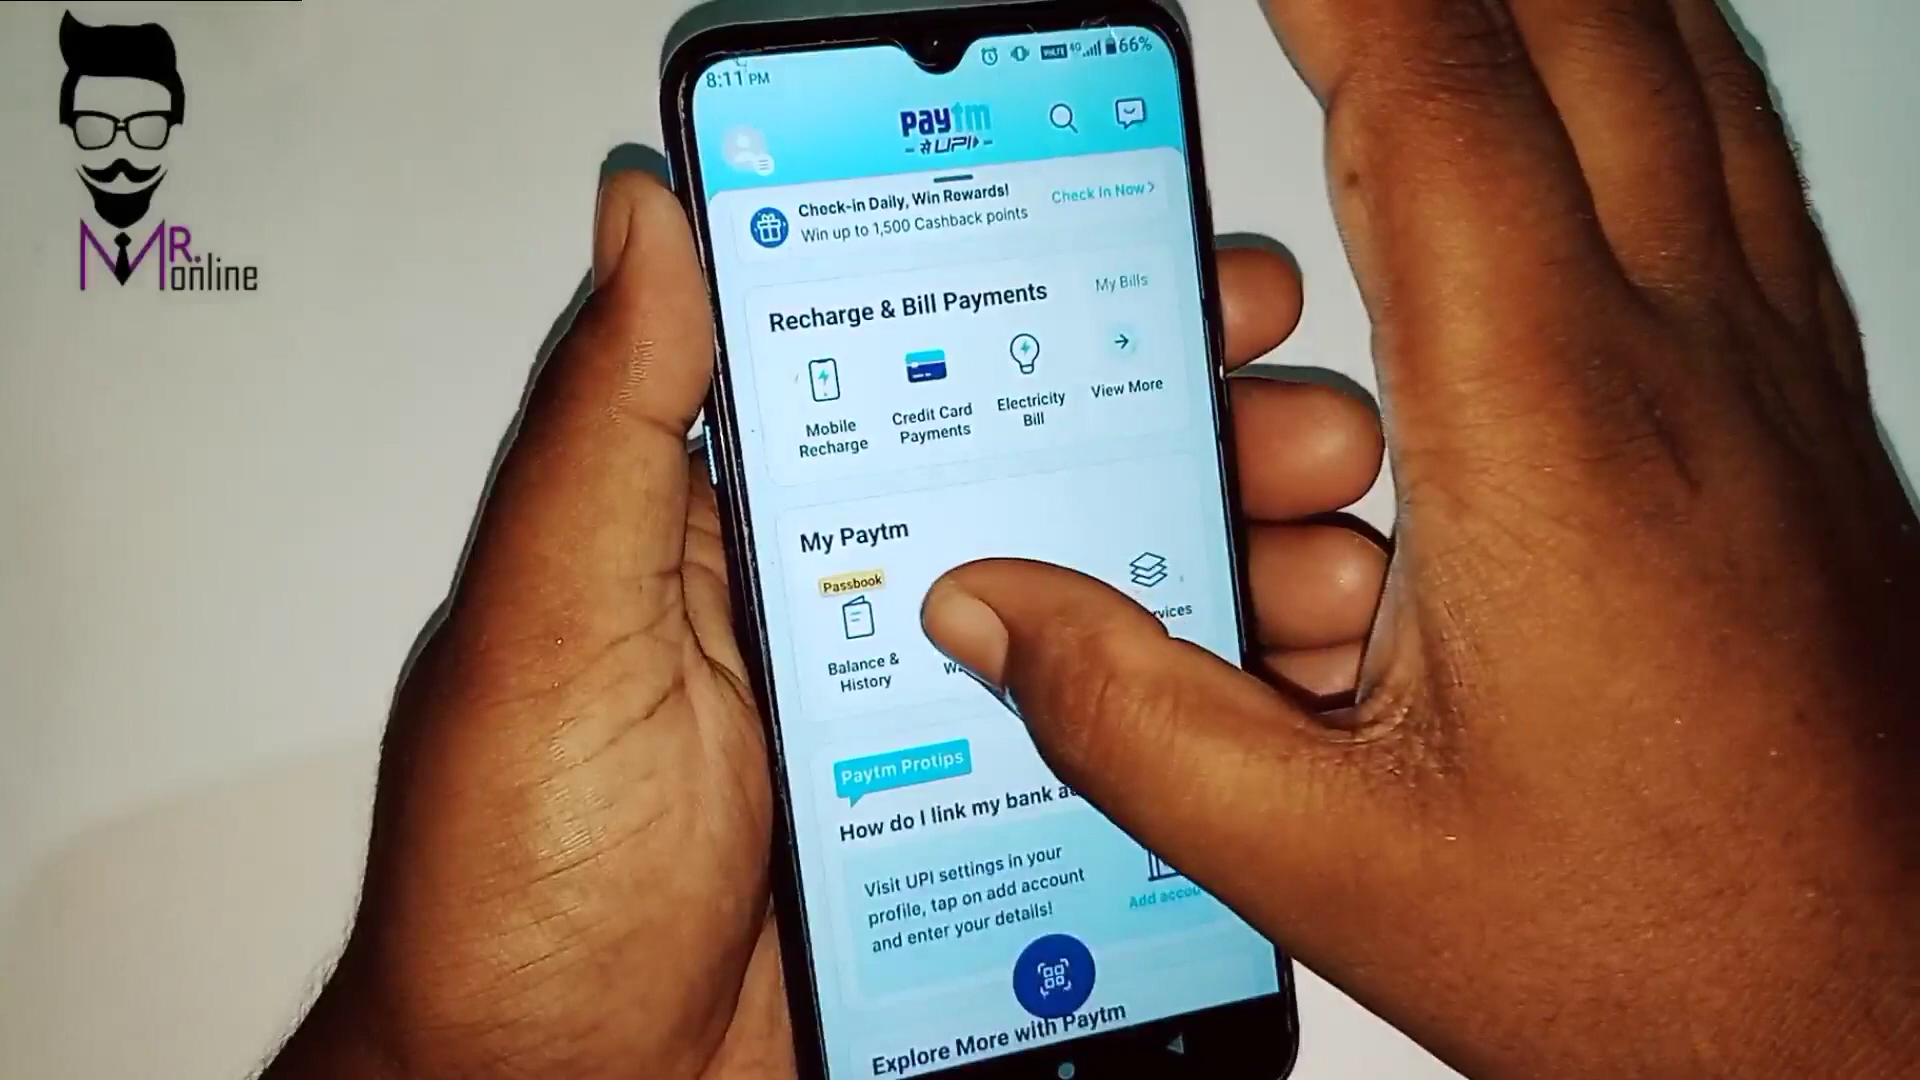 MR.
online
8:11 PM
VoLTE 4G 66%
paytm
से UPI
Check-in Daily, Win Rewards!
Win up to 1,500 Cashback points
Check In Now >
Recharge & Bill Payments
My Bills
Mobile
Recharge
Credit Card
Payments
Electricity
Bill
View More
My Paytm
Passbook
Balance &
History
Paytm Protips
How do I link my bank
Visit UPI settings in your
profile, tap on add account
and enter your details!
Add
Explore More with Paytm